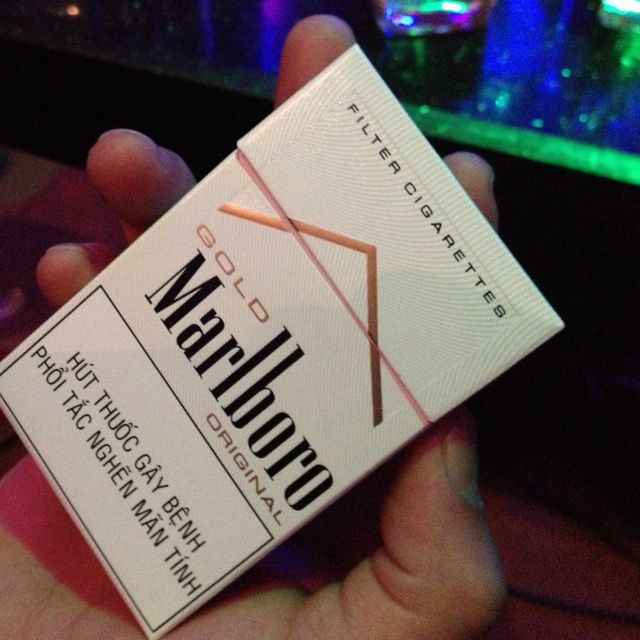 FILTER CIGARETTES
GOLD
Marlboro
ORIGINAL
HÚT THUỐC GÂY BỆNH
PHỔI TẮC NGHẼN MÃN TÍNH